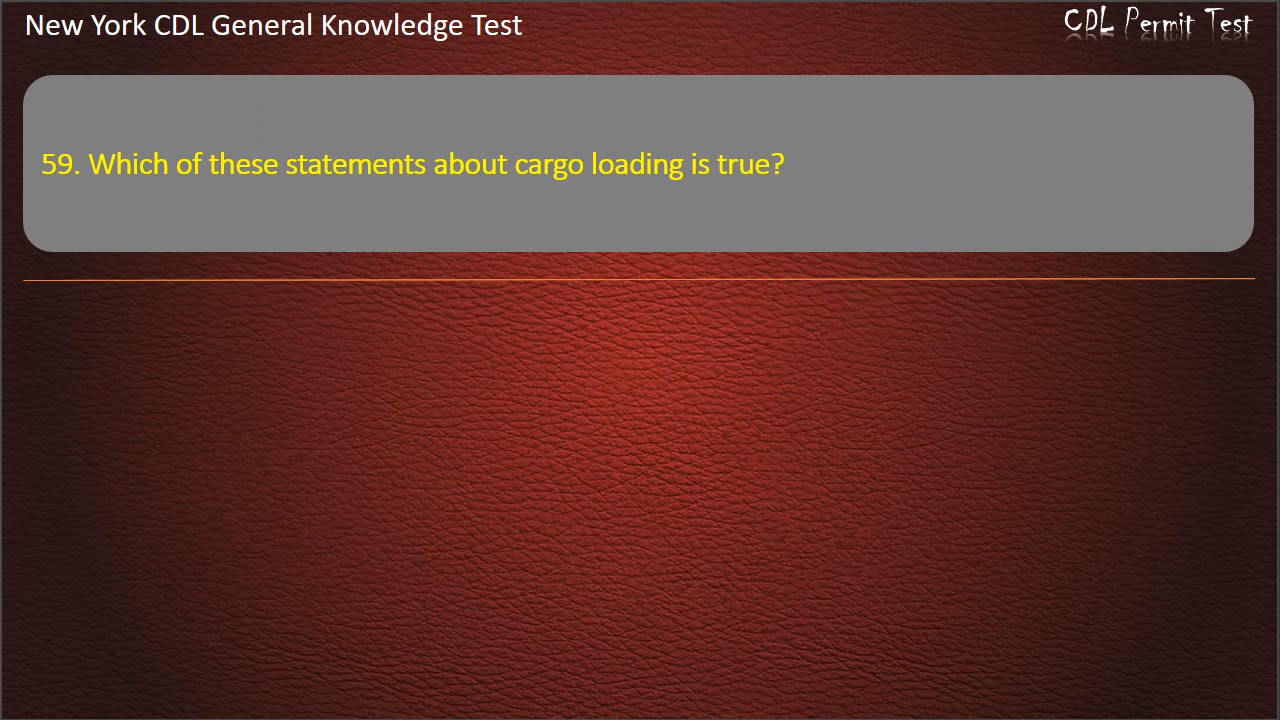 New York CDL General Knowledge Test
CDL Permit Test
59. Which of these statements about cargo loading is true?